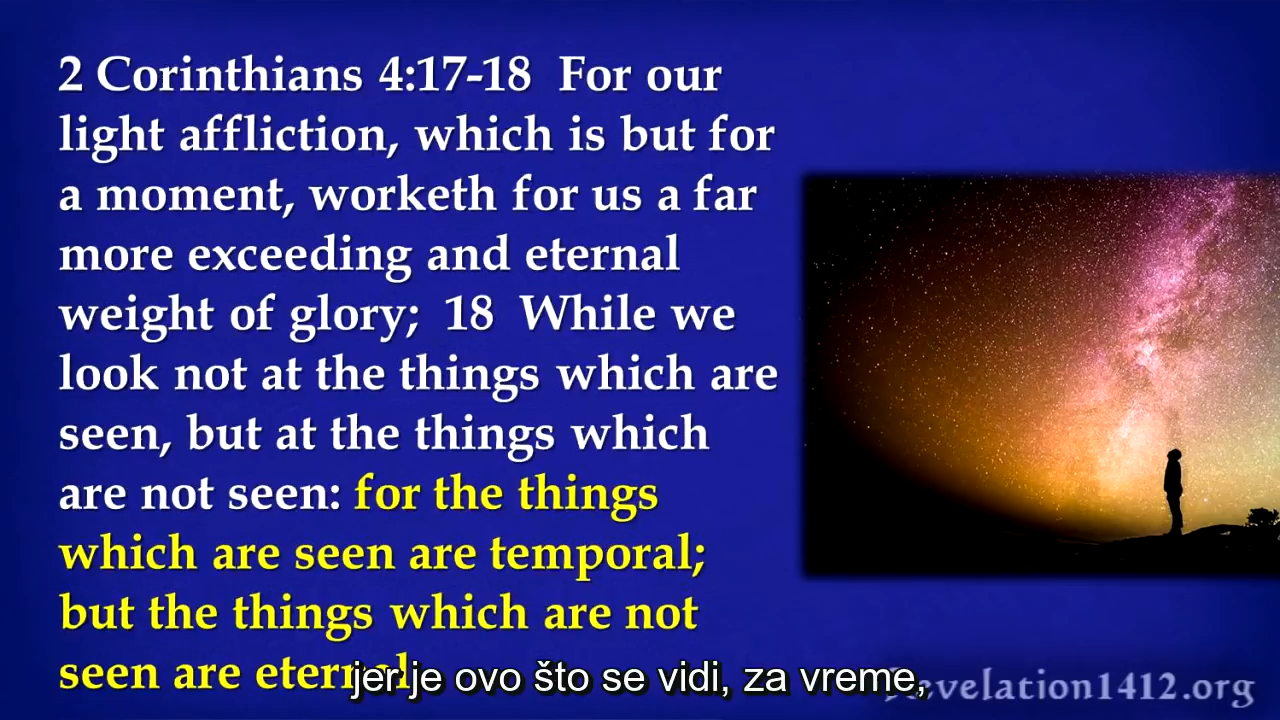 2 Corinthians 4:17-18 For our
light affliction, which is but for
a moment, worketh for us a far
more exceeding and eternal
weight of glory; 18 While we
look not at the things which are
seen, but at the things which
are not seen: for the things
which are seen are temporal;
but the things which are not
seen are eternal
jer je ovo što se vidi, za vreme,
Revelation1412.org